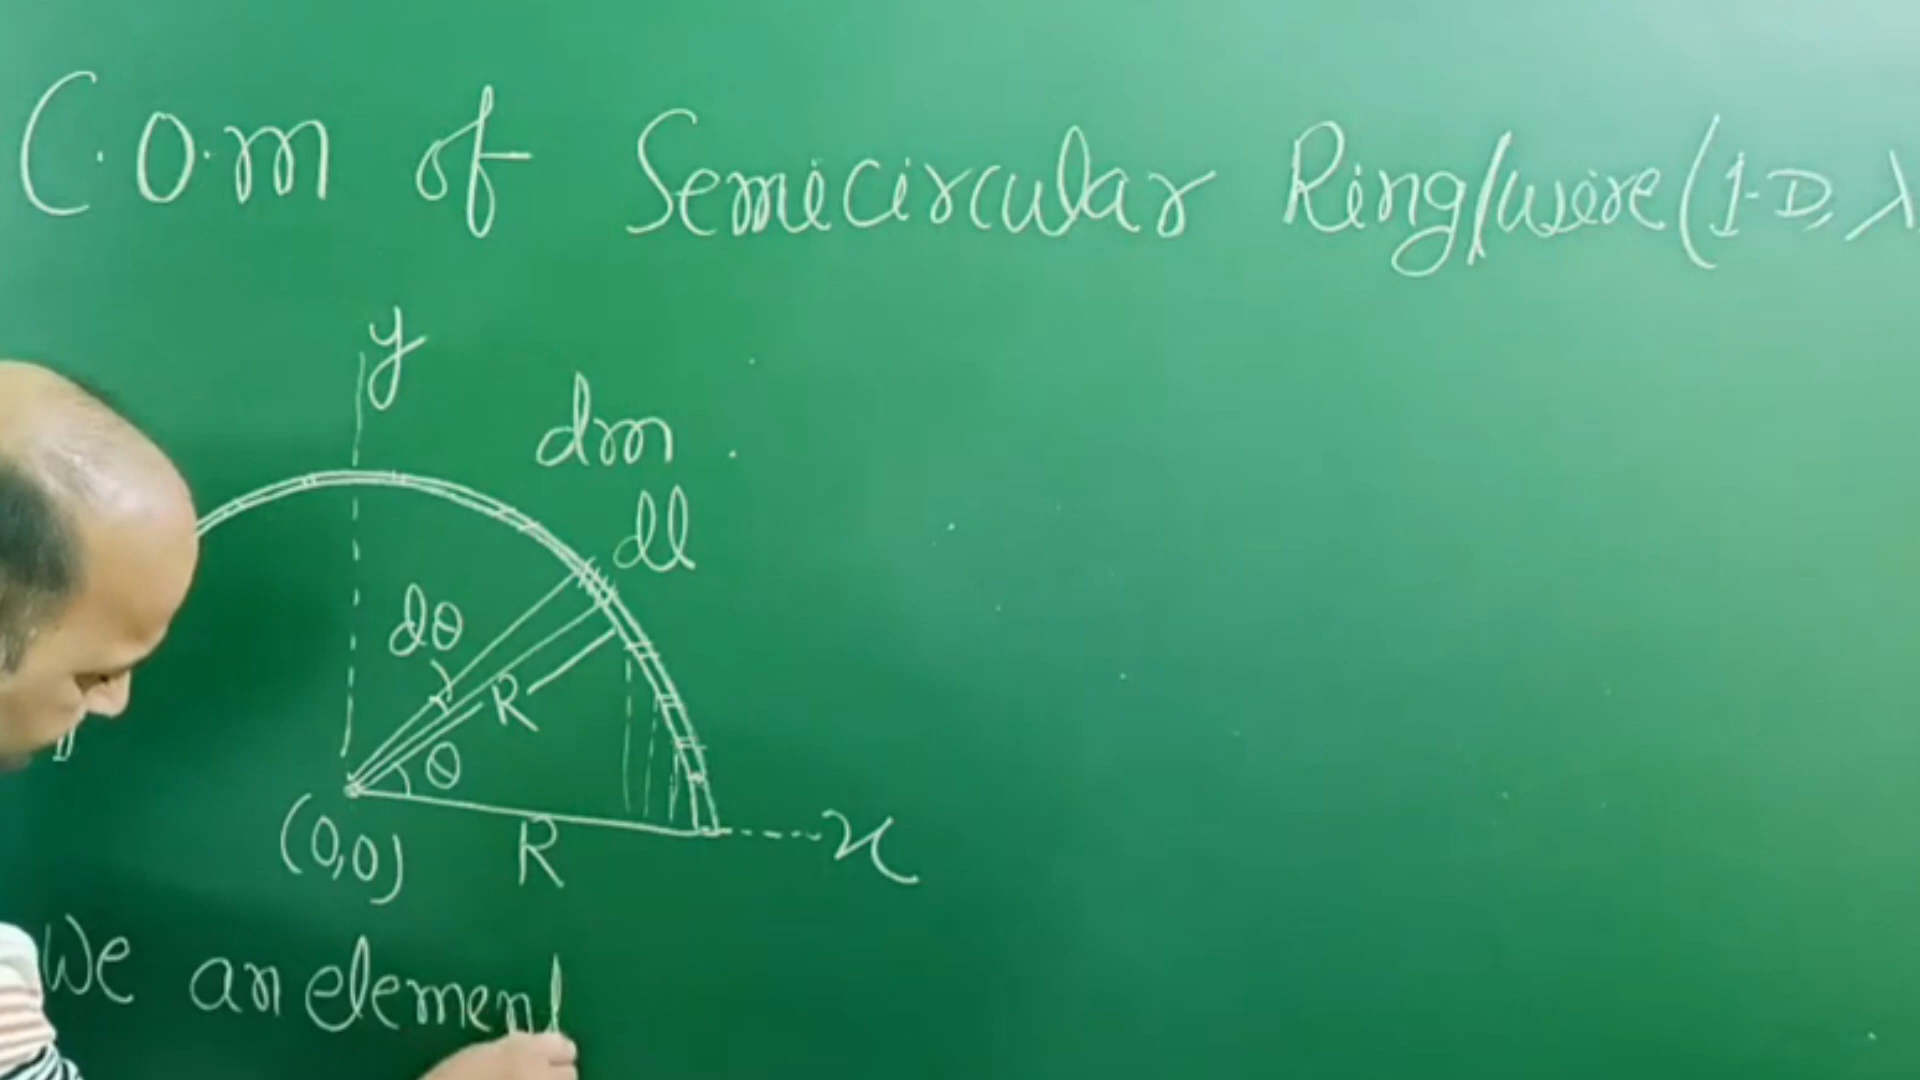 C.O.M of Semicircular Ring/wire (1-D, λ
y
dm
dl
dθ
R
θ
(0,0)
R
x
We an element